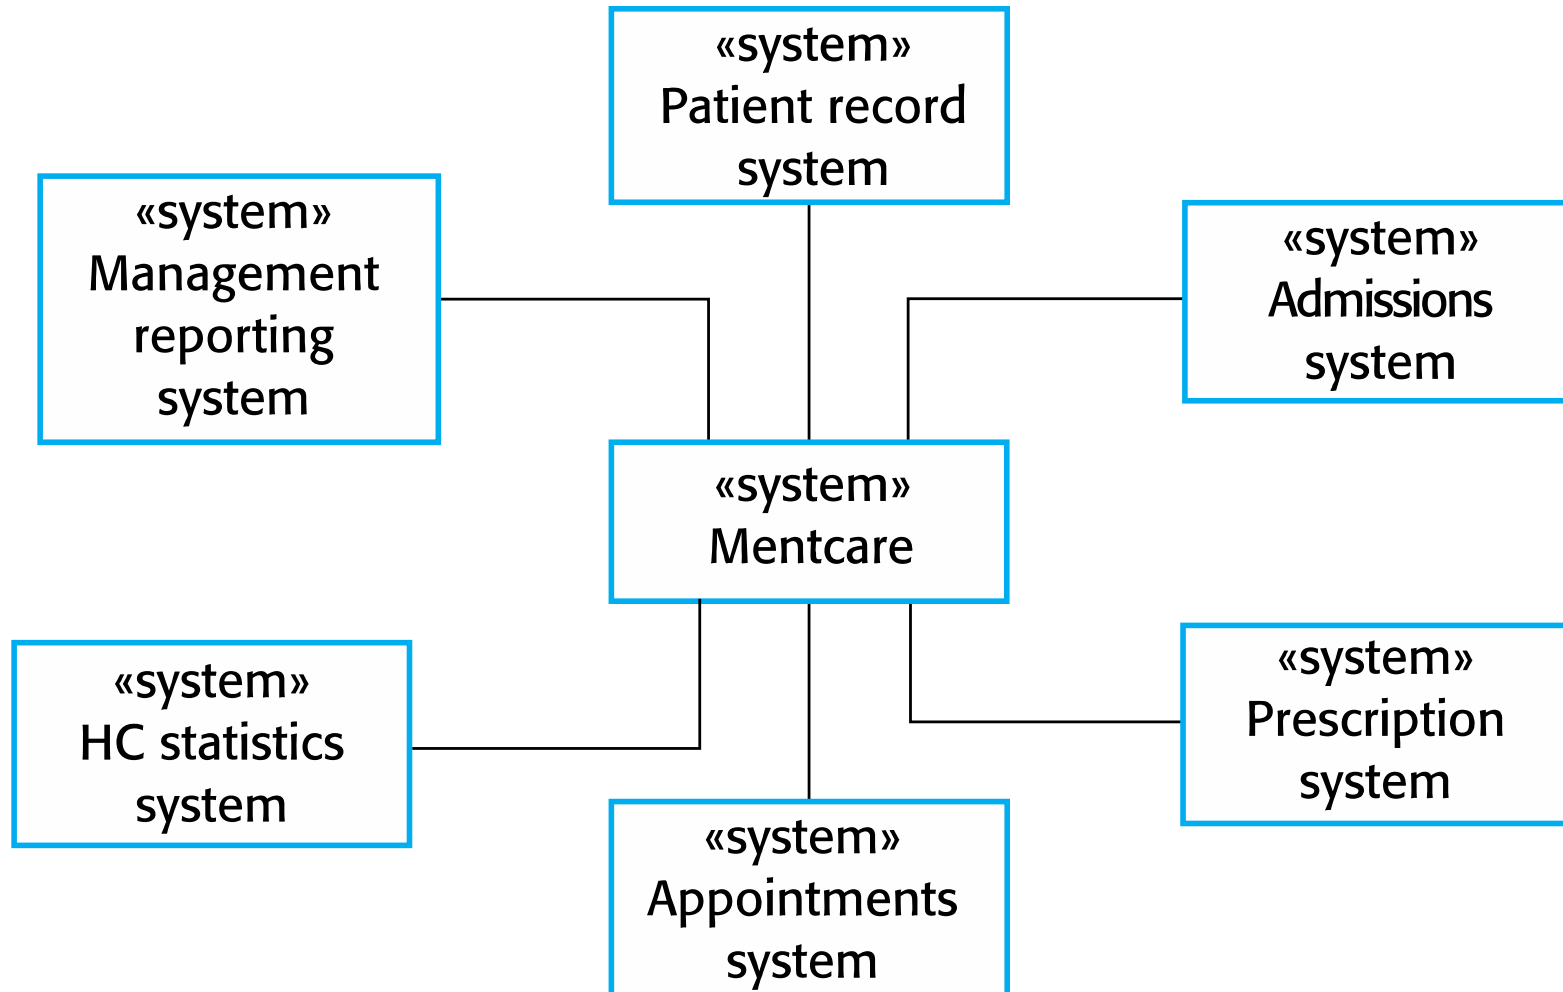 «system»
Patient record
system
«system»
Management
reporting
system
«system»
Admissions
system
«system»
Mentcare
«system»
HC statistics
system
«system»
Prescription
system
«system»
Appointments
system